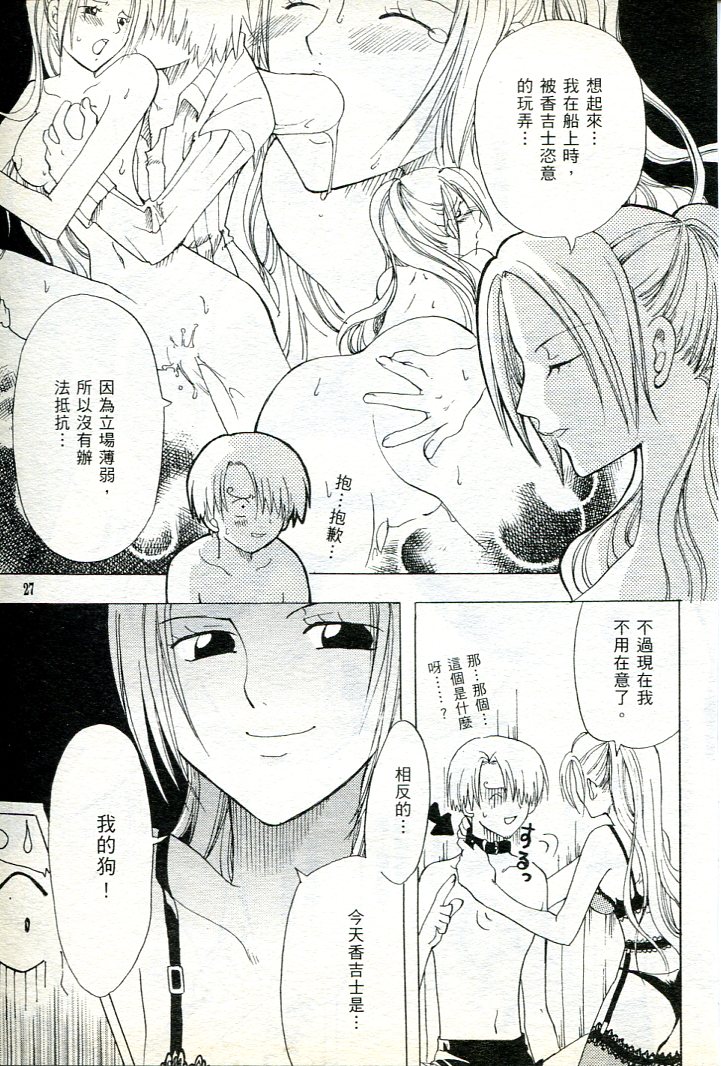 想起來…
我在船上時，
被香吉士恣意
的玩弄…
因為立場薄弱，
所以沒有辦
法抵抗…
抱…抱歉…
27
不過現在我
不用在意了。
那…那個…
這個是什麼
呀……？
するっ
相反的…
今天香吉士是…
我的狗！